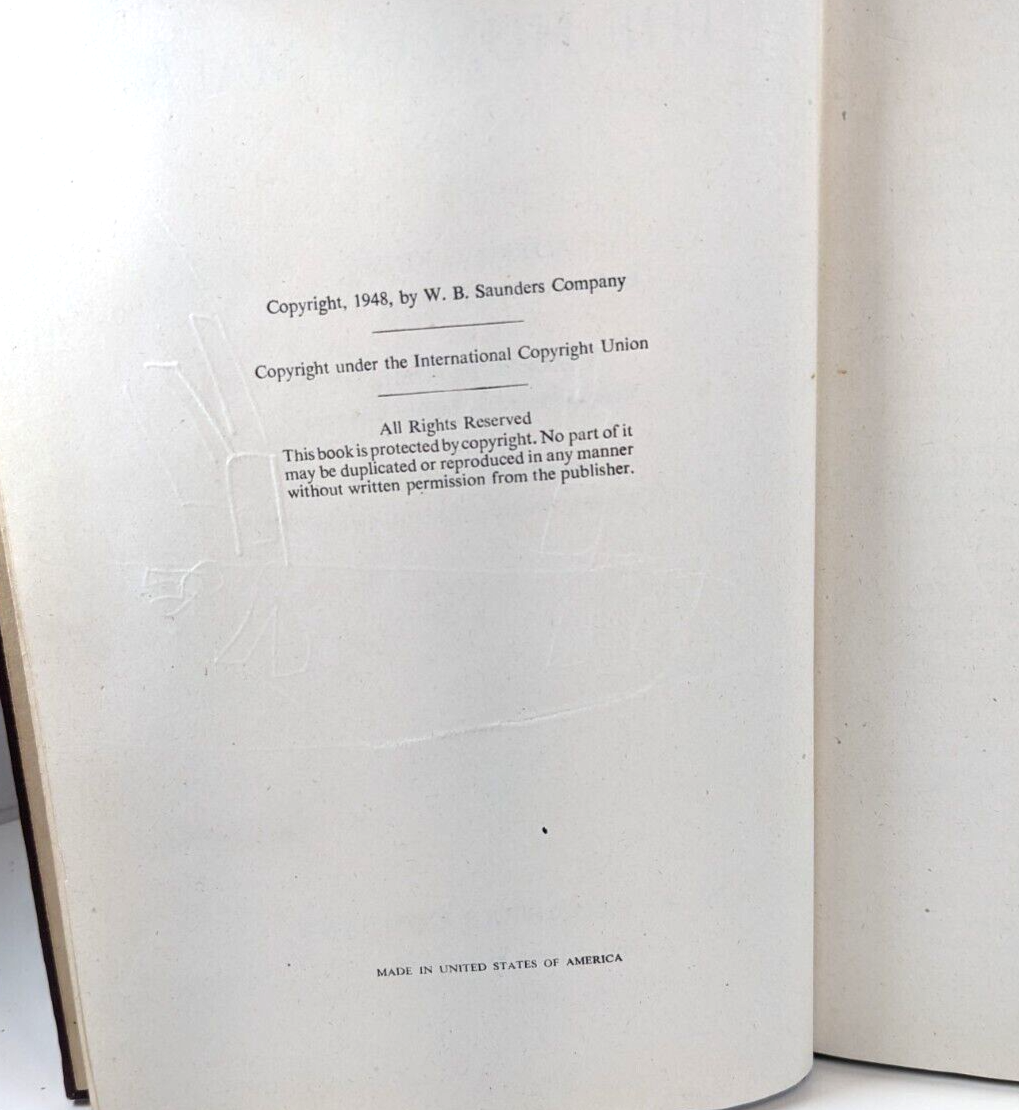 Copyright, 1948, by W. B. Saunders Company
Copyright under the International Copyright Union
All Rights Reserved
This book is protected by copyright. No part of it
may be duplicated or reproduced in any manner
without written permission from the publisher.
MADE IN UNITED STATES OF AMERICA